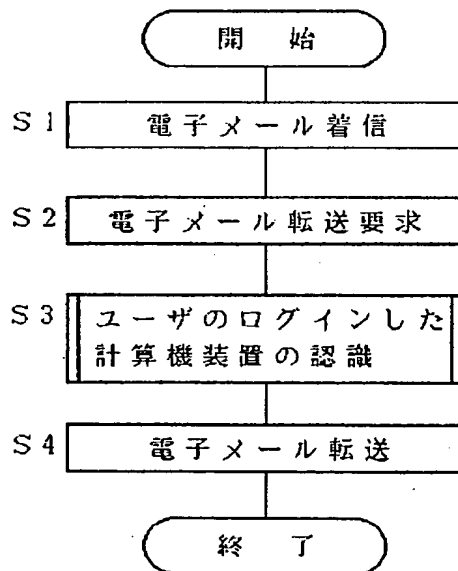 開 始
S1 電子メール着信
S2 電子メール転送要求
S3 ユーザのログインした
計算機装置の認識
S4 電子メール転送
終 了